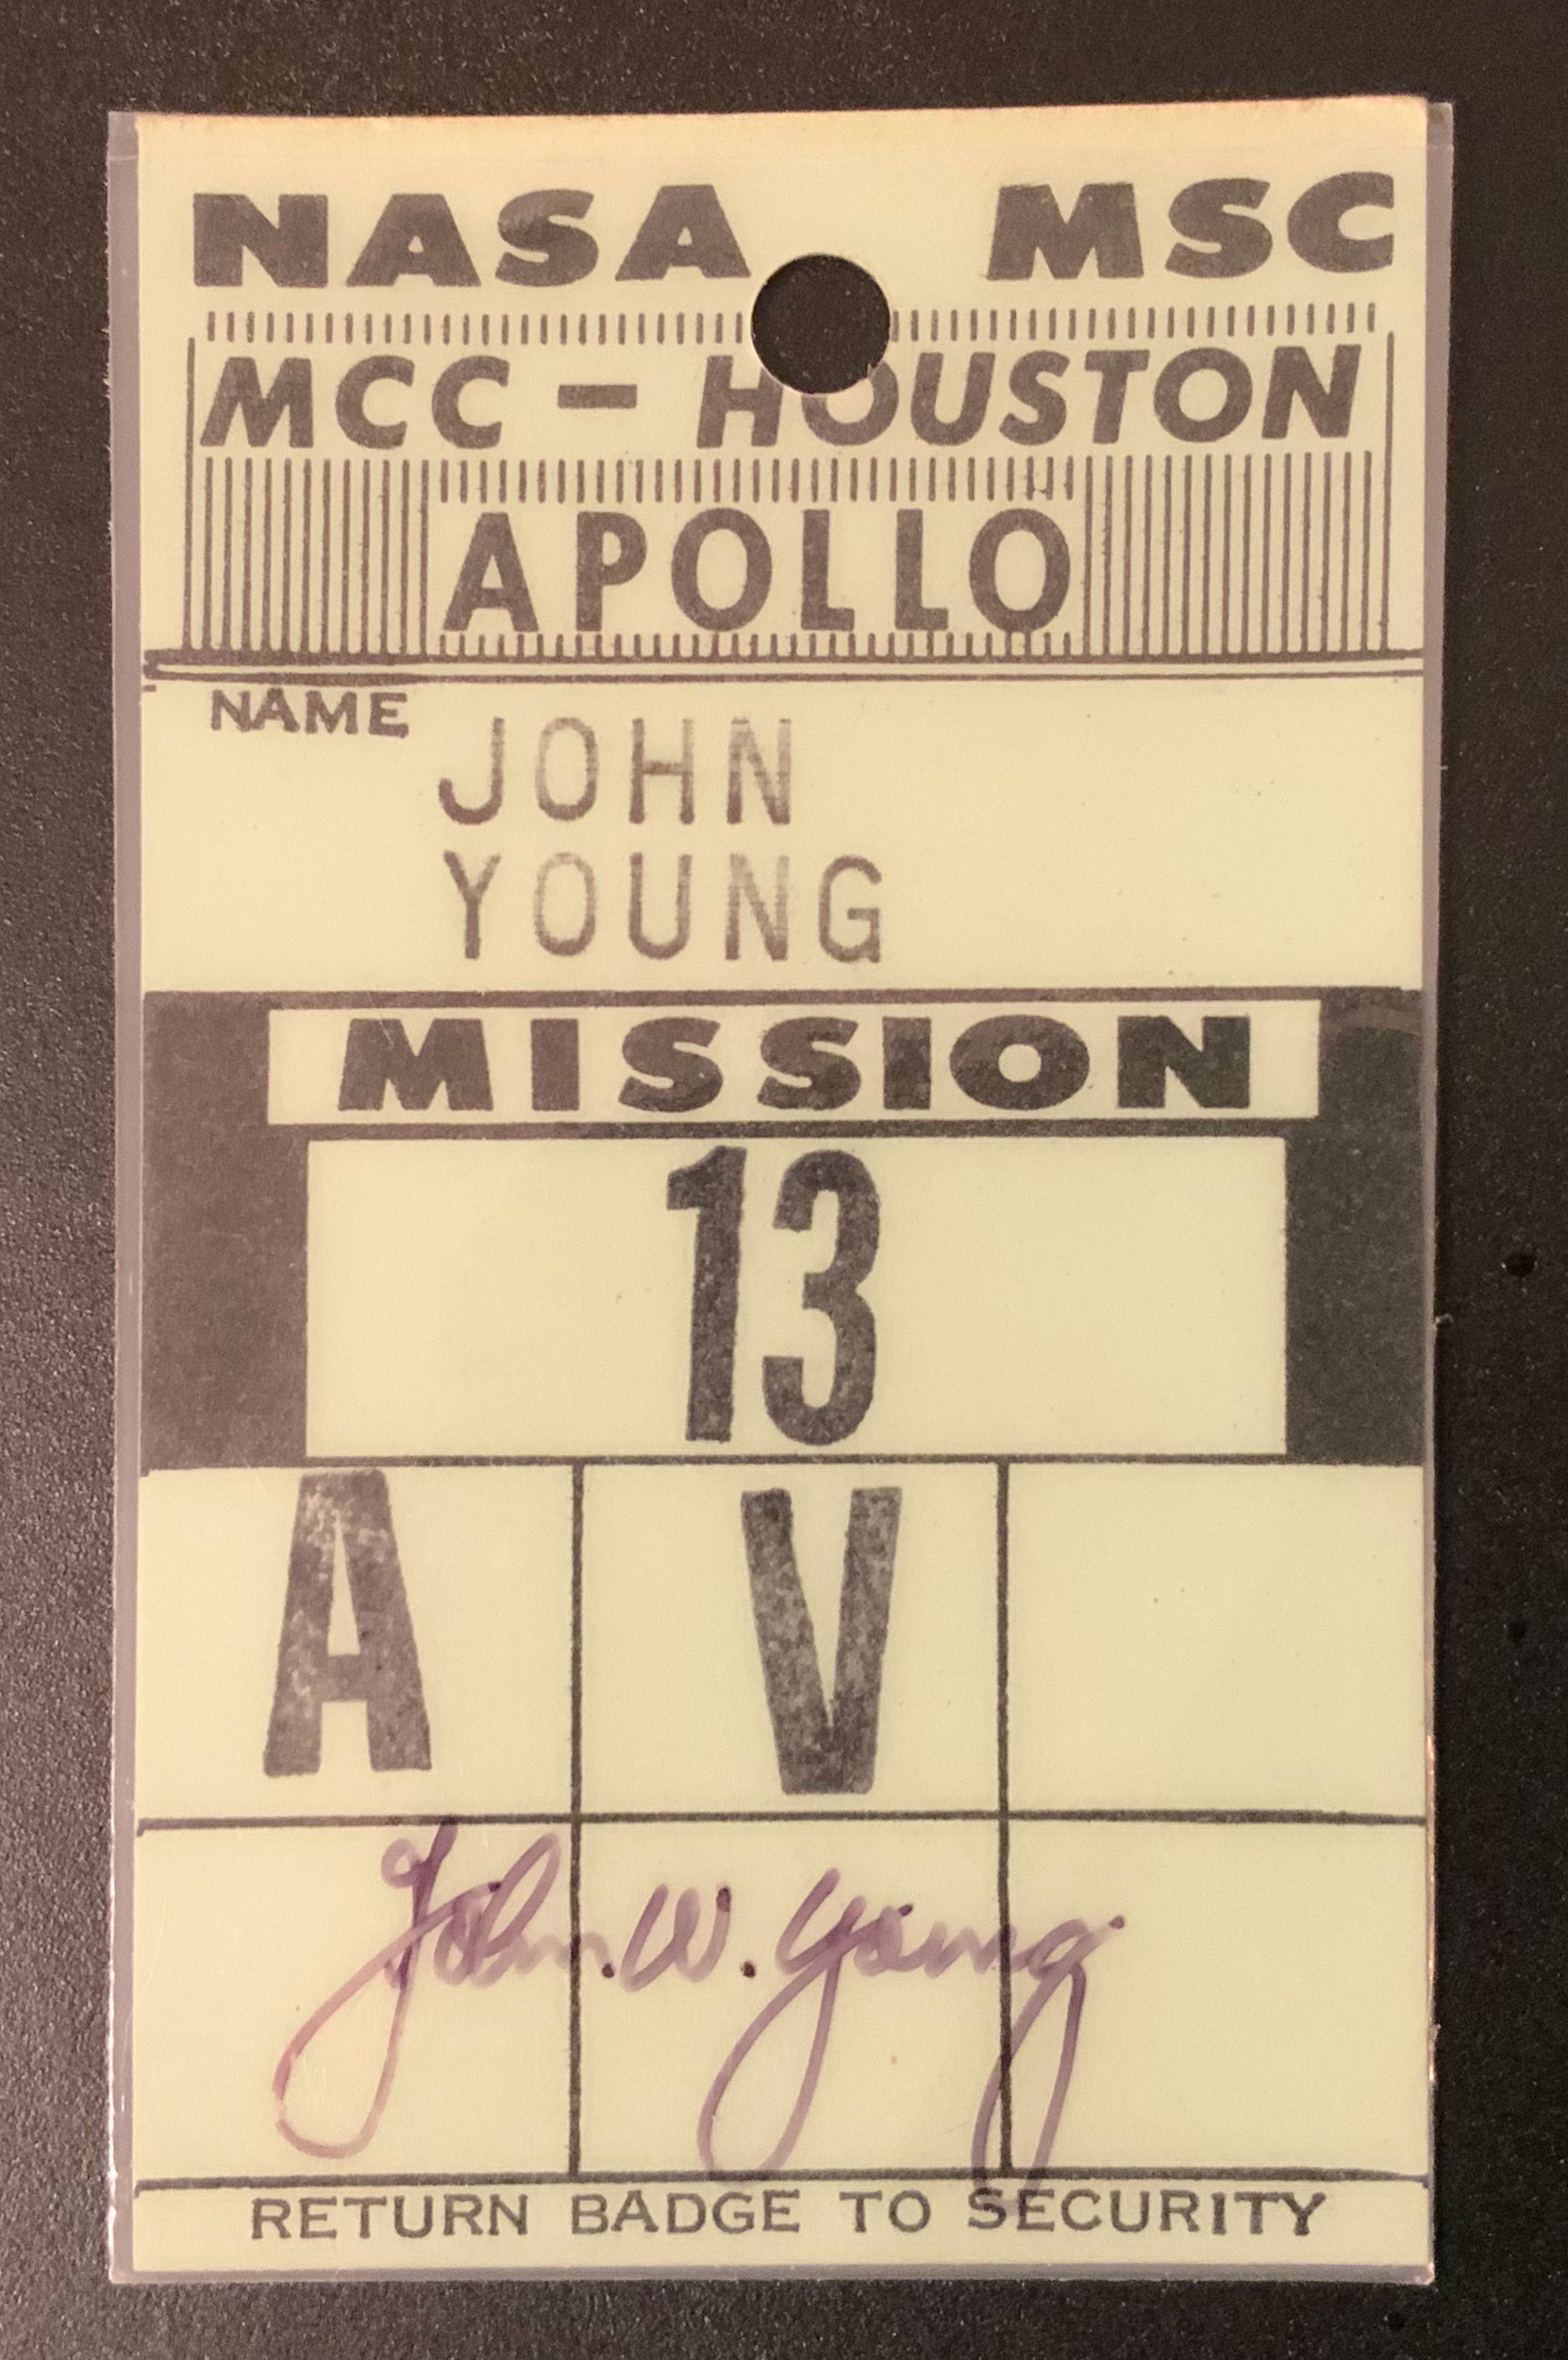 NASA MSC
MCC - HOUSTON
APOLLO
NAME
JOHN
YOUNG
MISSION
13
A V
John. W. Young
RETURN BADGE TO SECURITY